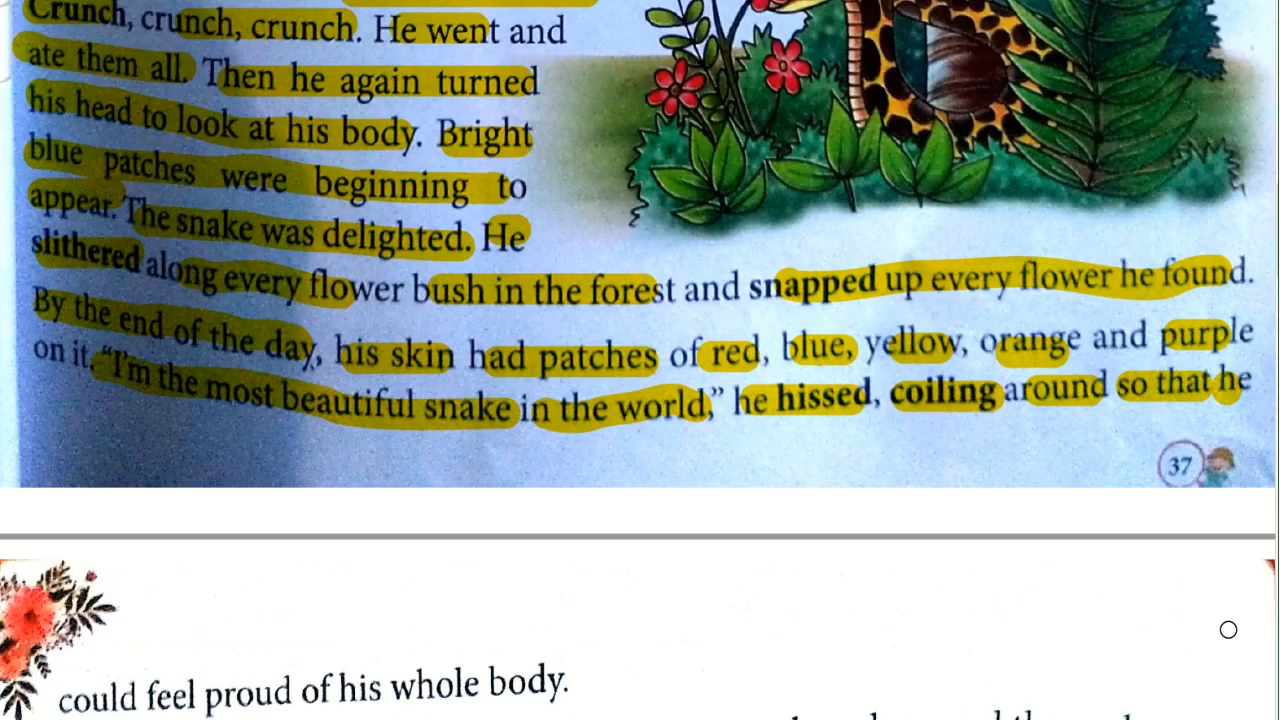 Crunch, crunch, crunch. He went and
ate them all. Then he again turned
his head to look at his body. Bright
blue patches were beginning to
appear. The snake was delighted. He
slithered along every flower bush in the forest and snapped up every flower he found.
By the end of the day, his skin had patches of red, blue, yellow, orange and purple
on it. “I'm the most beautiful snake in the world,” he hissed, coiling around so that he
37
could feel proud of his whole body.